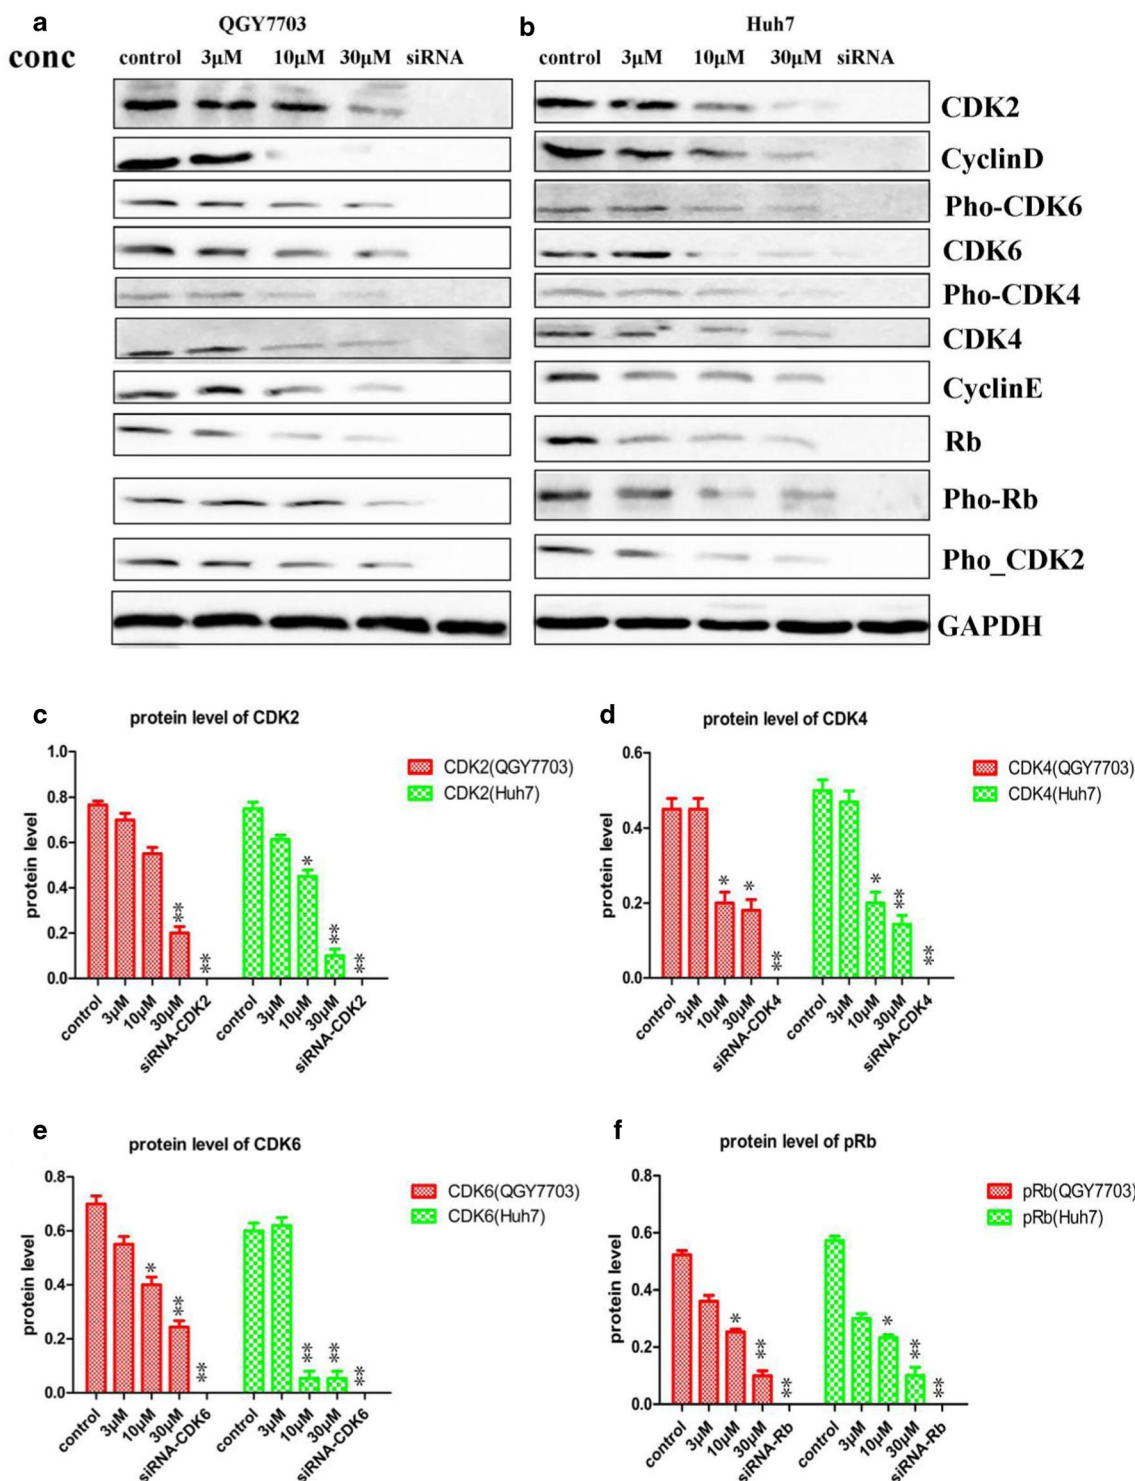 a QGY7703 b Huh7
conc control 3µM 10µM 30µM siRNA control 3µM 10µM 30µM siRNA
CDK2
CyclinD
Pho-CDK6
CDK6
Pho-CDK4
CDK4
CyclinE
Rb
Pho-Rb
Pho_CDK2
GAPDH
c
protein level of CDK2
CDK2(QGY7703)
CDK2(Huh7)
protein level
1.0
0.8
0.6
0.4
0.2
0.0
* ** ** ** **
control 3µM 10µM 30µM siRNA-CDK2 control 3µM 10µM 30µM siRNA-CDK2
d
protein level of CDK4
CDK4(QGY7703)
CDK4(Huh7)
protein level
0.6
0.4
0.2
0.0
* * ** * ** **
control 3µM 10µM 30µM siRNA-CDK4 control 3µM 10µM 30µM siRNA-CDK4
e
protein level of CDK6
CDK6(QGY7703)
CDK6(Huh7)
protein level
0.8
0.6
0.4
0.2
0.0
* ** ** ** ** **
control 3µM 10µM 30µM siRNA-CDK6 control 3µM 10µM 30µM siRNA-CDK6
f
protein level of pRb
pRb(QGY7703)
pRb(Huh7)
protein level
0.8
0.6
0.4
0.2
0.0
* ** ** * ** **
control 3µM 10µM 30µM siRNA-Rb control 3µM 10µM 30µM siRNA-Rb